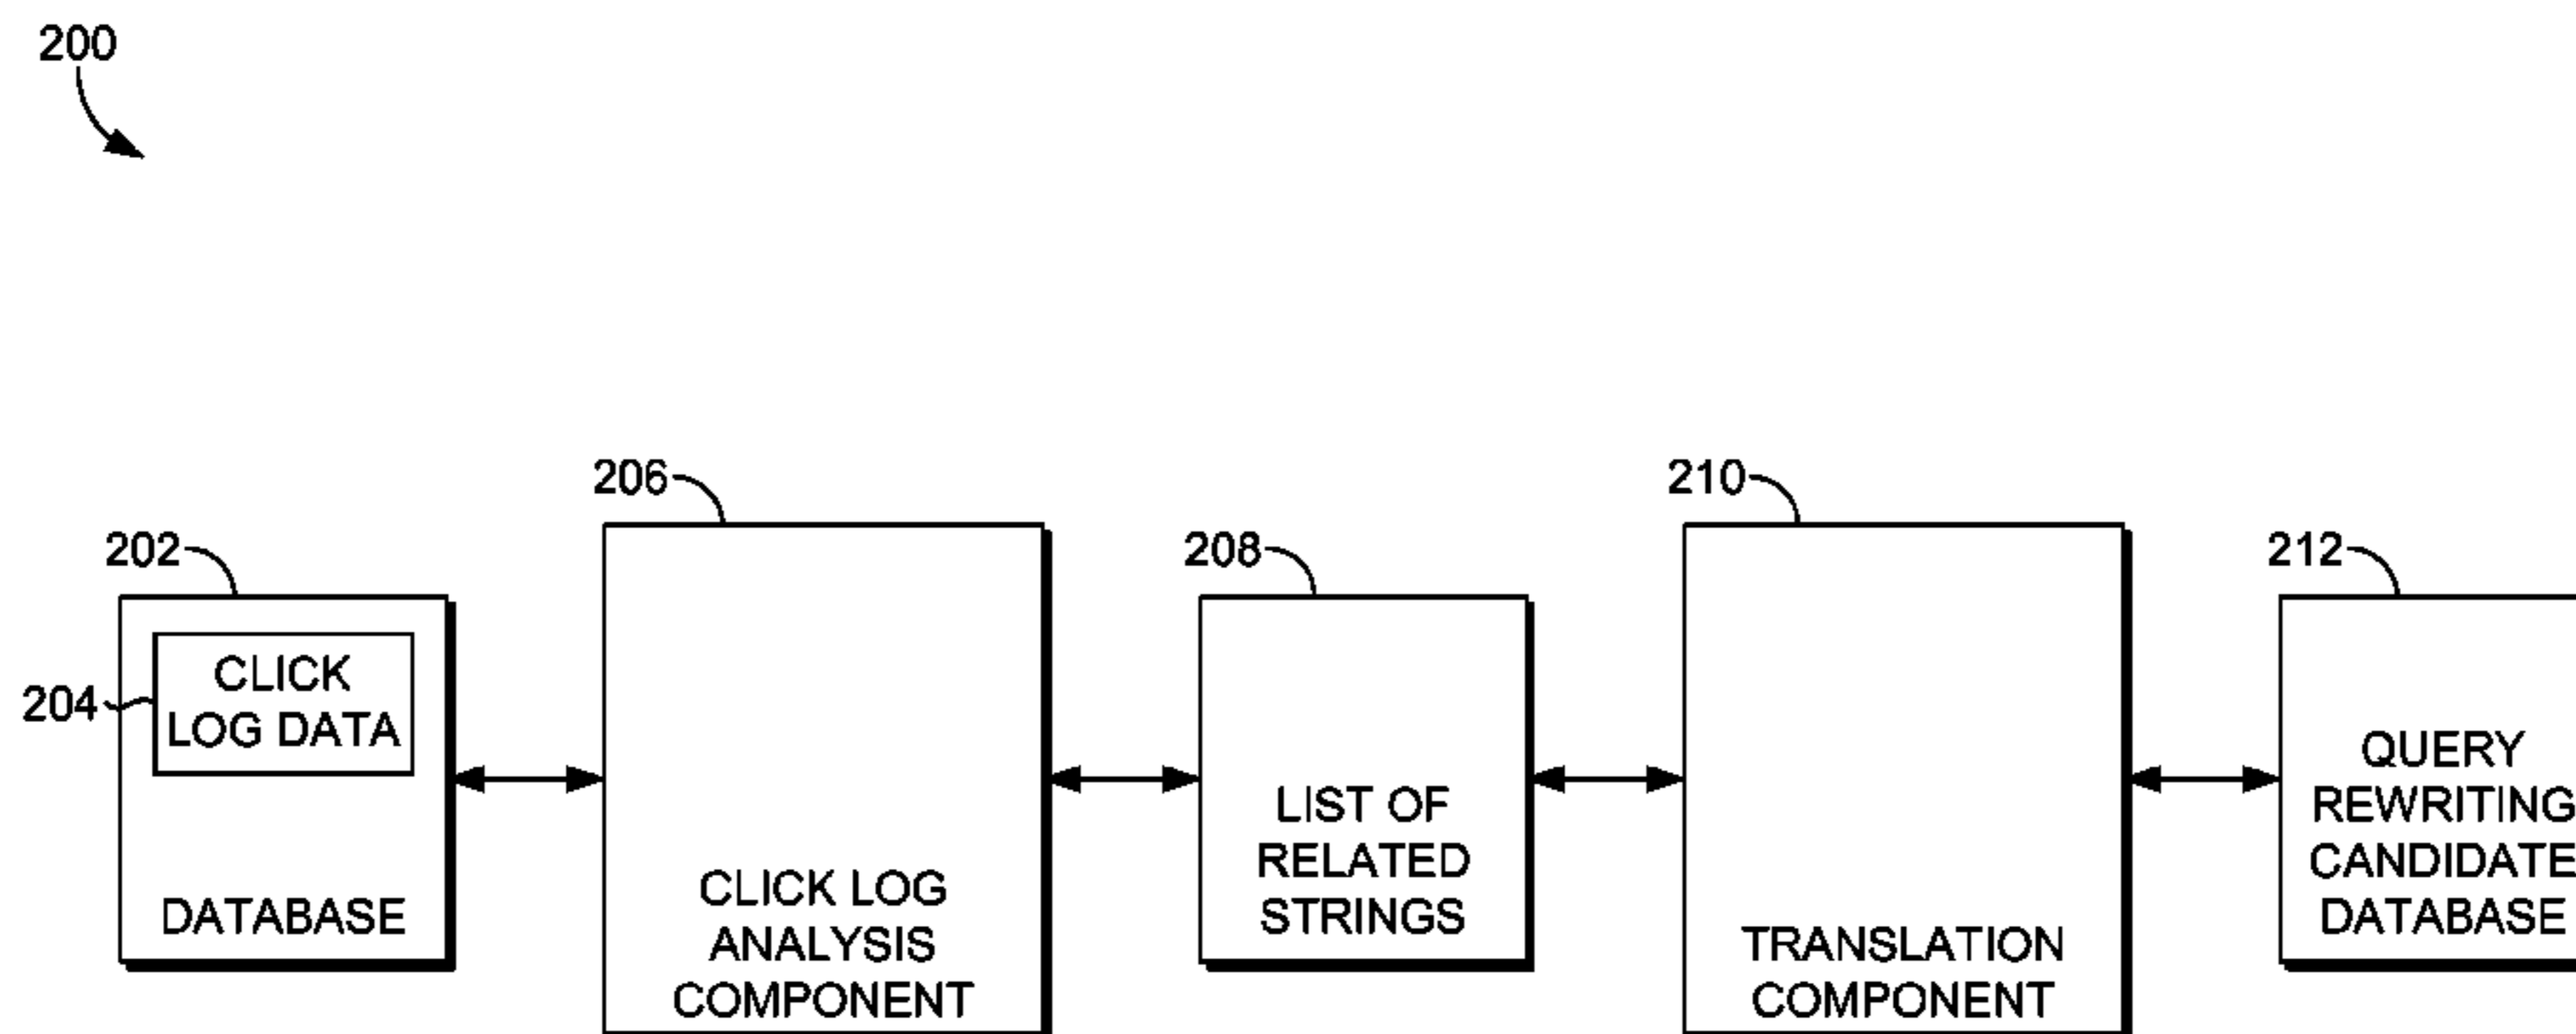 200
206
210
202
208
212
CLICK
LOG DATA
204
DATABASE
CLICK LOG
ANALYSIS
COMPONENT
LIST OF
RELATED
STRINGS
TRANSLATION
COMPONENT
QUERY
REWRITING
CANDIDATE
DATABASE